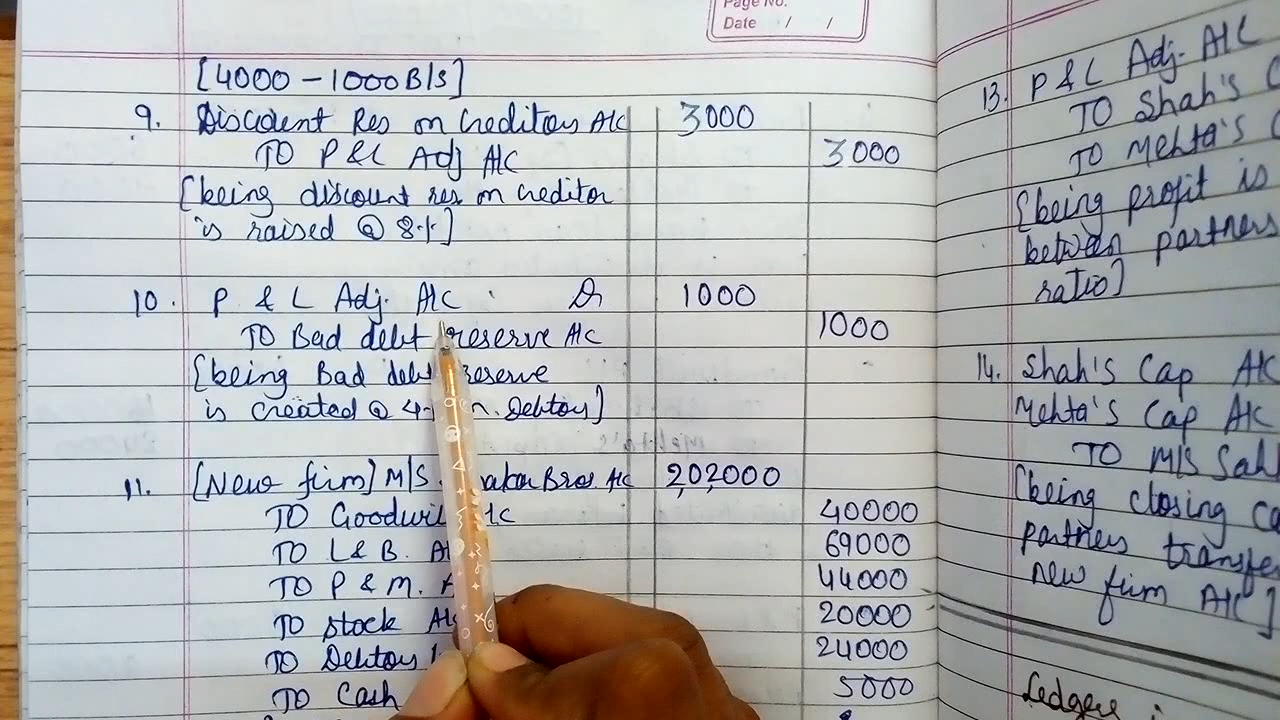 Page No.
Date / /
[4000 - 1000 B/S]
9. Discount Res on Creditors A/C 3000
TO P & L Adj A/C 3000
[being discount res on Creditor
is raised @ 8%]
10. P & L Adj. A/C Dr 1000
TO Bad debt reserve A/C 1000
[being Bad debt reserve
is created @ 4% on Debtors]
11. [New firm] M/S. Bros A/C 202000
TO Goodwill A/C 40000
TO L & B. 69000
TO P & M. 44000
TO Stock A/C 20000
TO Debtors 24000
TO Cash 5000
13. P & L Adj. A/C
TO Shah's
TO Mehta's
[being profit is
between partners
ratio]
14. Shah's Cap A/C
Mehta's Cap A/C
TO M/S
[being closing
partners
new firm A/C]
Ledgers